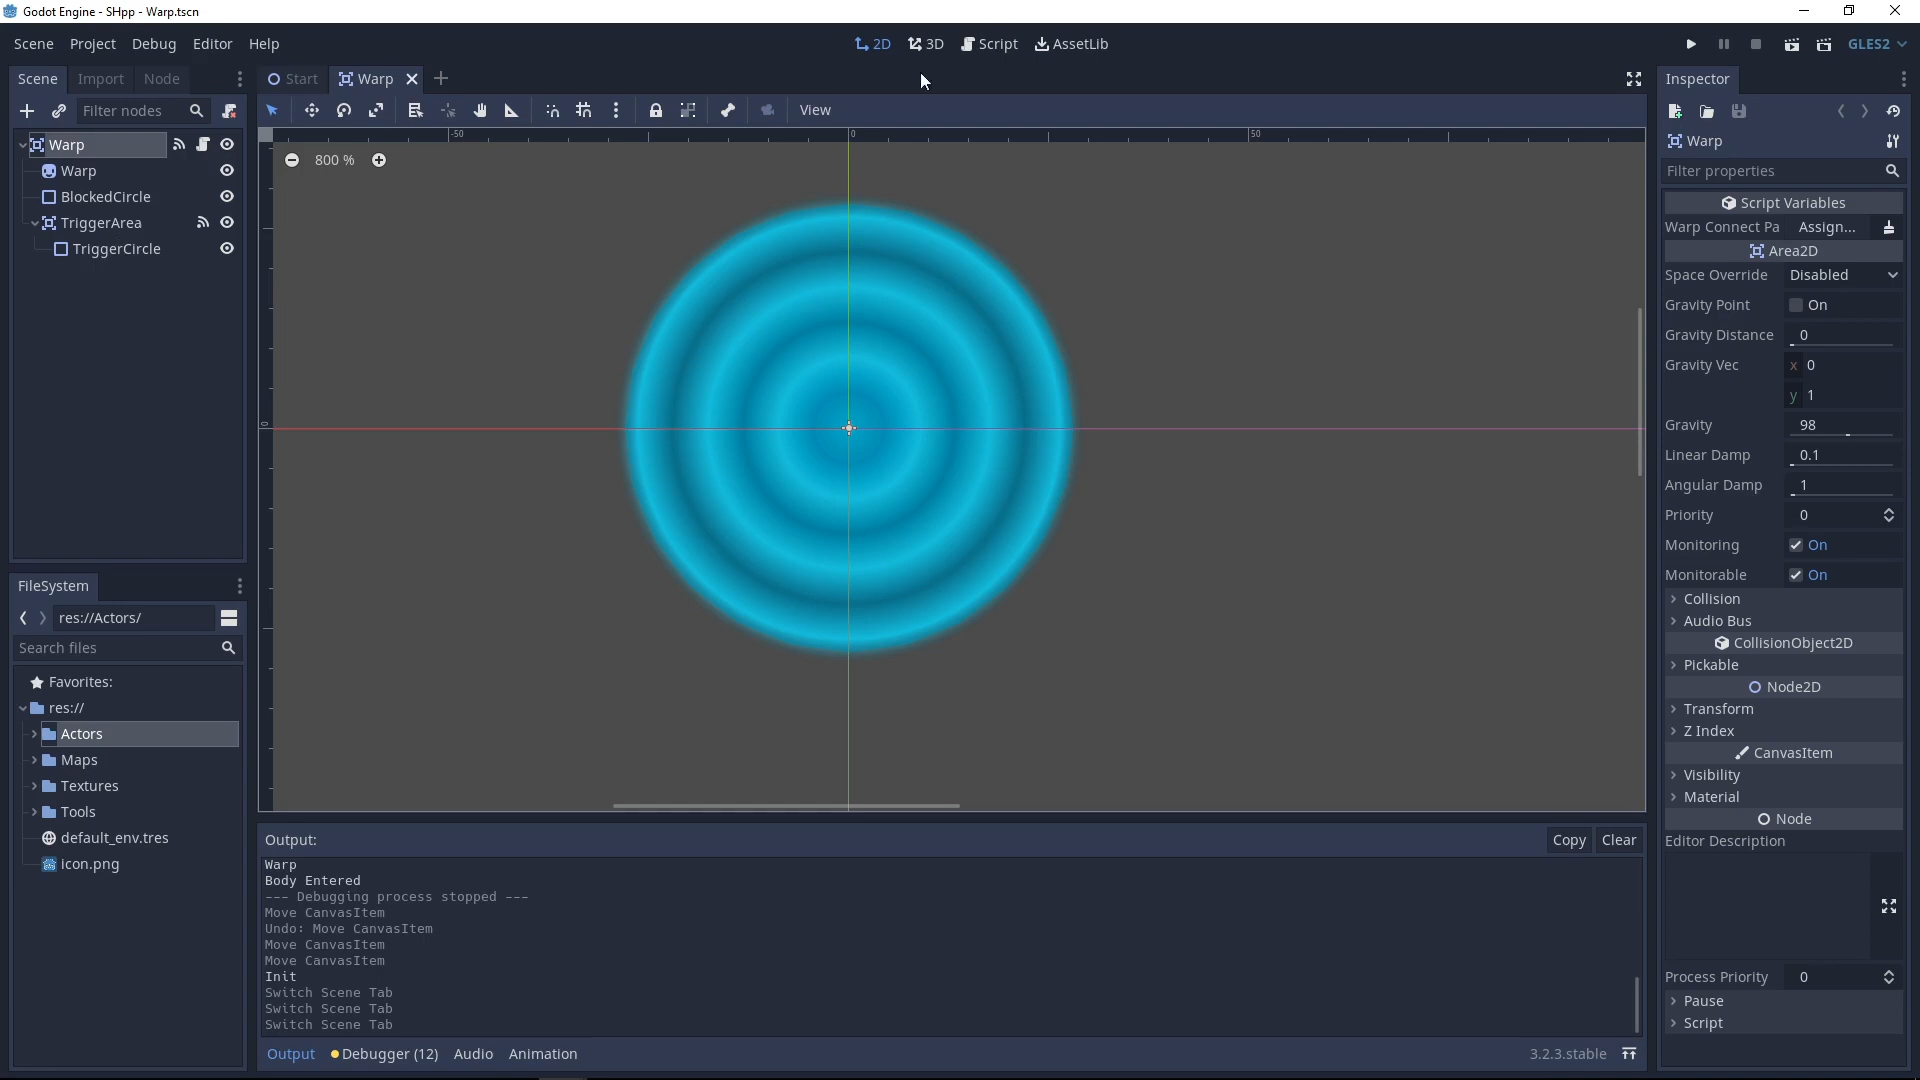 Godot Engine - SHpp - Warp.tscn
Scene Project Debug Editor Help
2D 3D Script AssetLib
GLES2
Scene Import Node
Start Warp
Inspector
Filter nodes
View
Warp
Warp
BlockedCircle
TriggerArea
TriggerCircle
-50 0 50
800 %
0
FileSystem
res://Actors/
Search files
Favorites:
res://
Actors
Maps
Textures
Tools
default_env.tres
icon.png
Output:
Copy Clear
Warp
Body Entered
--- Debugging process stopped ---
Move CanvasItem
Undo: Move CanvasItem
Move CanvasItem
Move CanvasItem
Init
Switch Scene Tab
Switch Scene Tab
Switch Scene Tab
Output Debugger (12) Audio Animation
3.2.3.stable
Warp
Filter properties
Script Variables
Warp Connect Pa Assign...
Area2D
Space Override Disabled
Gravity Point On
Gravity Distance 0
Gravity Vec x 0
y 1
Gravity 98
Linear Damp 0.1
Angular Damp 1
Priority 0
Monitoring On
Monitorable On
Collision
Audio Bus
CollisionObject2D
Pickable
Node2D
Transform
Z Index
CanvasItem
Visibility
Material
Node
Editor Description
Process Priority 0
Pause
Script